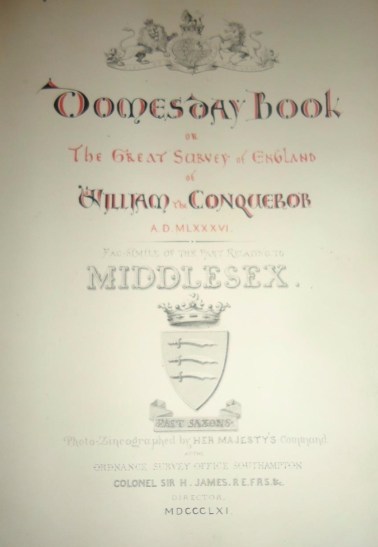 Domesday Book
or
The Great Survey of England
of
William the Conqueror
A.D. MLXXXVI.
Fac-simile of the part relating to
MIDDLESEX.
EAST SAXONS
Photo-Zincographed by HER MAJESTY'S Command
at the
ORDNANCE SURVEY OFFICE SOUTHAMPTON
COLONEL SIR H. JAMES. R.E. F.R.S. &c.
DIRECTOR
MDCCCLXI